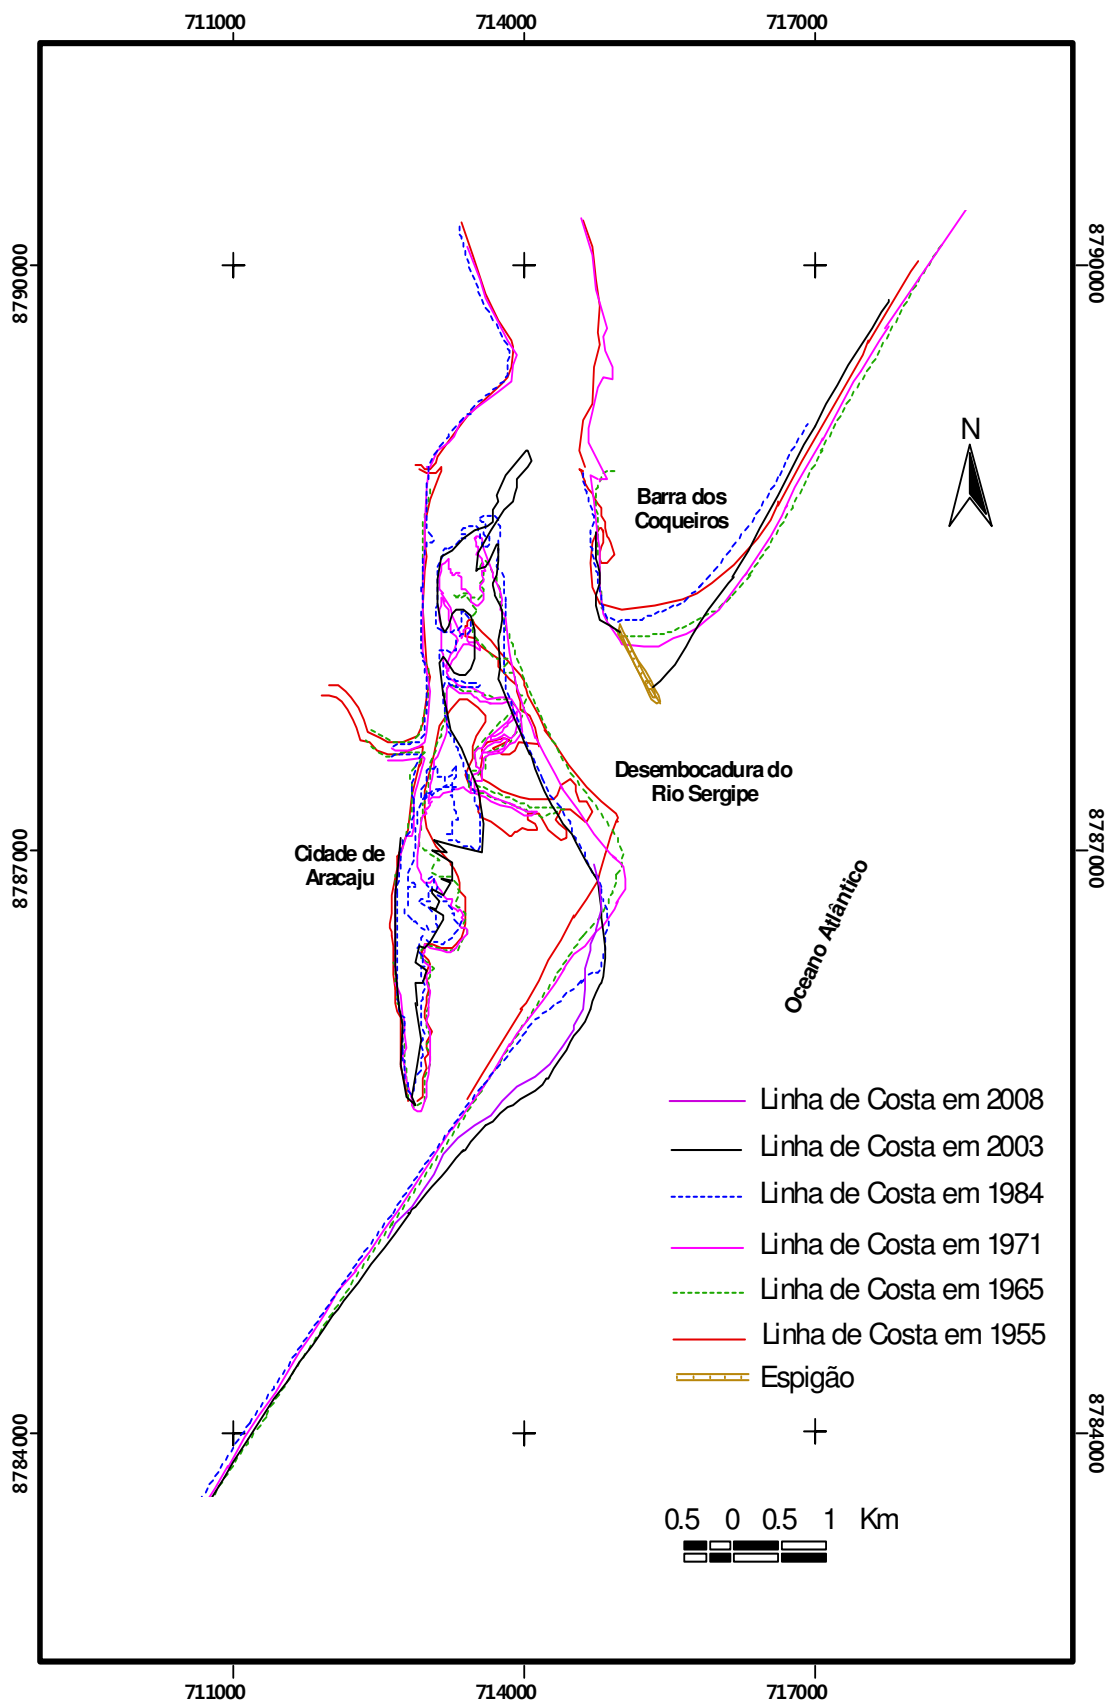 711000
714000
717000
8790000
8790000
N
Barra dos
Coqueiros
Desembocadura do
Rio Sergipe
Cidade de
Aracaju
8787000
8787000
Oceano Atlântico
Linha de Costa em 2008
Linha de Costa em 2003
Linha de Costa em 1984
Linha de Costa em 1971
Linha de Costa em 1965
Linha de Costa em 1955
Espigão
8784000
8784000
0.5 0 0.5 1 Km
711000
714000
717000